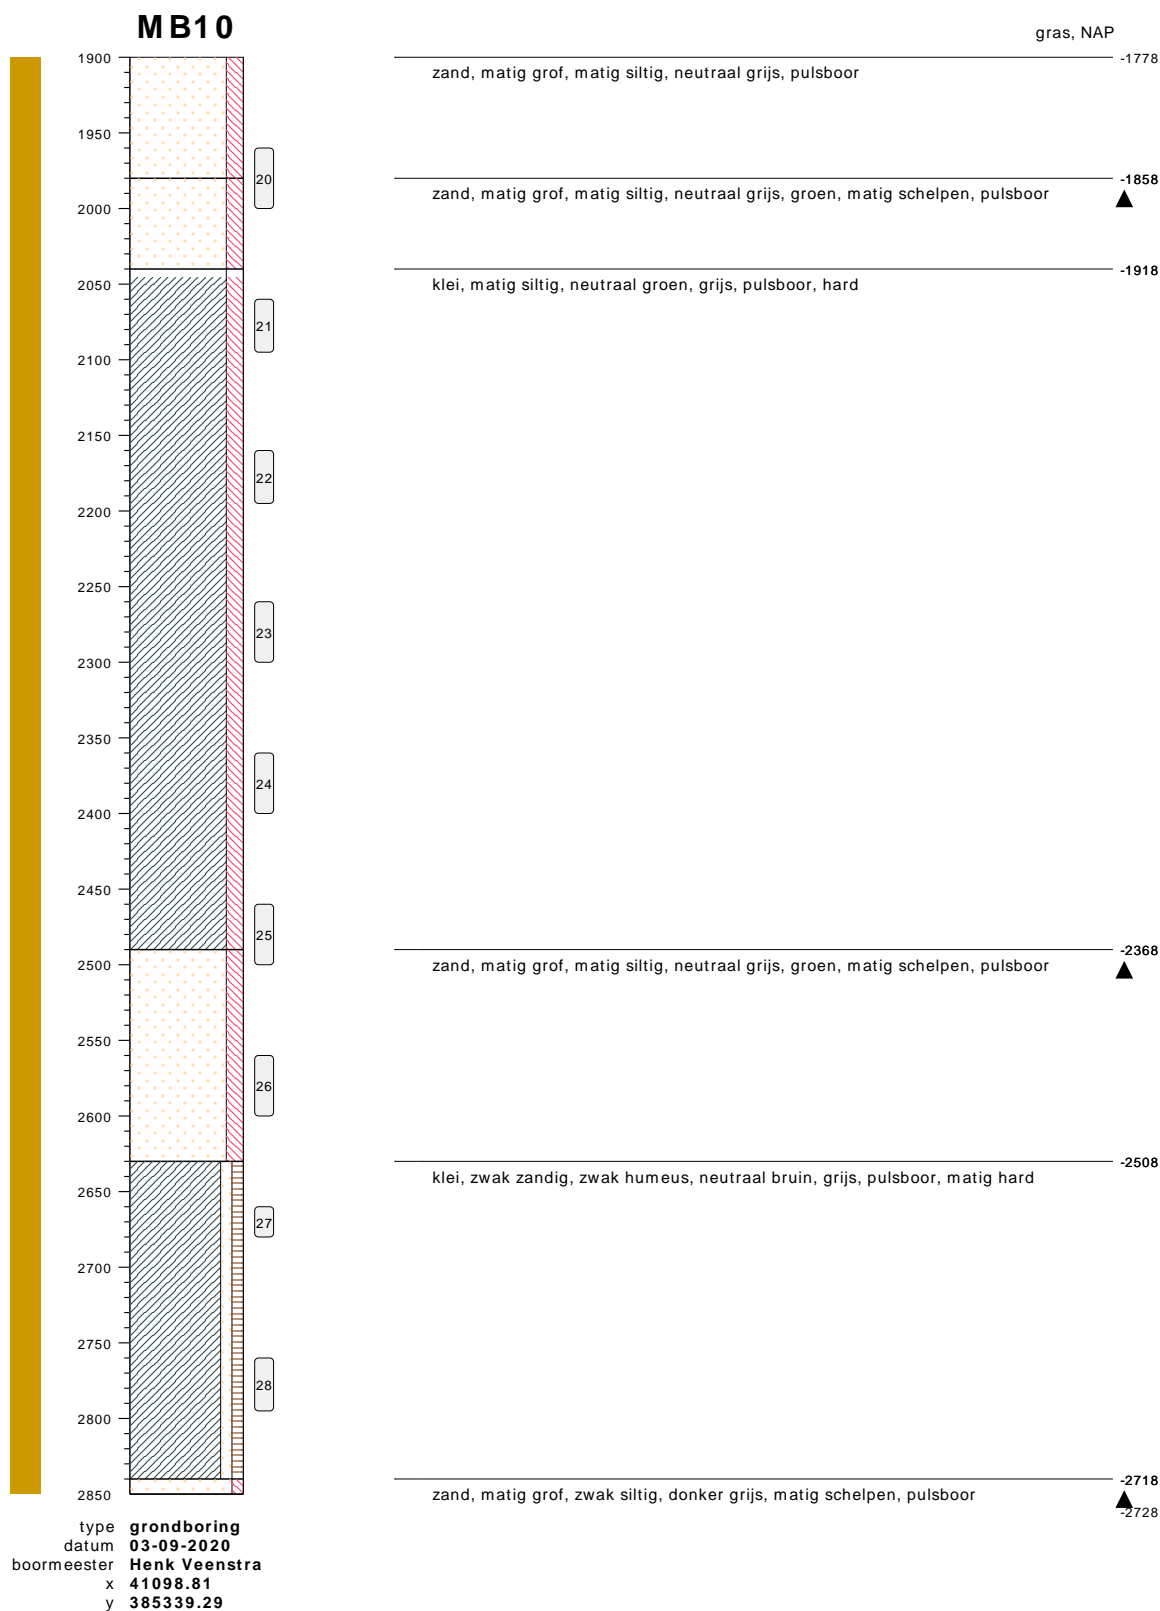 MB10
gras, NAP
1900
-1778
zand, matig grof, matig siltig, neutraal grijs, pulsboor
1950
20
-1858
zand, matig grof, matig siltig, neutraal grijs, groen, matig schelpen, pulsboor
2000
-1918
2050
klei, matig siltig, neutraal groen, grijs, pulsboor, hard
21
2100
2150
22
2200
2250
23
2300
2350
24
2400
2450
25
-2368
2500
zand, matig grof, matig siltig, neutraal grijs, groen, matig schelpen, pulsboor
2550
26
2600
-2508
klei, zwak zandig, zwak humeus, neutraal bruin, grijs, pulsboor, matig hard
2650
27
2700
2750
28
2800
-2718
2850
zand, matig grof, zwak siltig, donker grijs, matig schelpen, pulsboor
-2728
type grondboring
datum 03-09-2020
boormeester Henk Veenstra
x 41098.81
y 385339.29